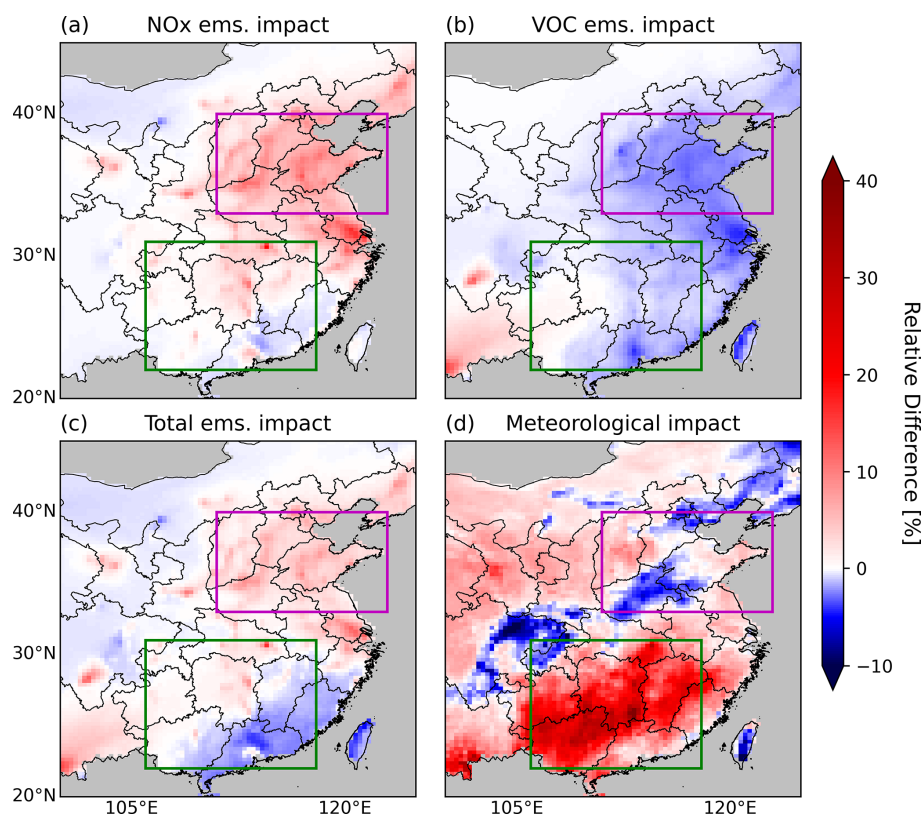 (a) NOx ems. impact
(b) VOC ems. impact
40°N
30°N
20°N
(c) Total ems. impact
(d) Meteorological impact
40°N
30°N
20°N
105°E 120°E
105°E 120°E
40
30
20
10
0
−10
Relative Difference [%]